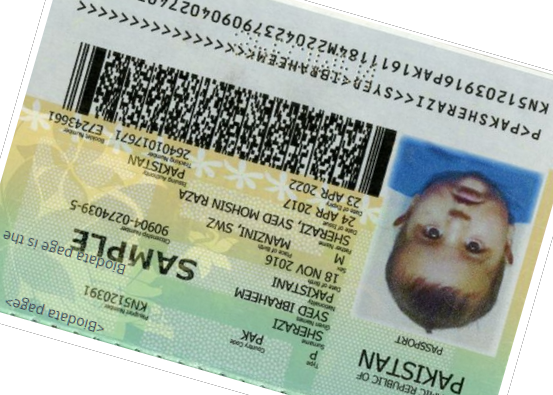 <Biodata page>
Biodata page is the
ISLAMIC REPUBLIC OF
PAKISTAN
PASSPORT
Type
P
Country Code
PAK
Passport Number
KN5120391
Surname
SHERAZI
Given Names
SYED IBRAHEEM
Nationality
PAKISTANI
Date of Birth
18 NOV 2016
Citizenship Number
90904-0274039-5
SAMPLE
Sex
M
Place of Birth
MANZINI, SWZ
Father Name
SHERAZI, SYED MOHSIN RAZA
Date of Issue
24 APR 2017
Issuing Authority
PAKISTAN
Date of Expiry
23 APR 2022
Tracking Number
26401017671
Booklet Number
E7243661
P<PAKSHERAZI<<SYED<IBRAHEEM<<<<<<<<<<<<<<<<<
KN51203916PAK1611184M22042379090402740